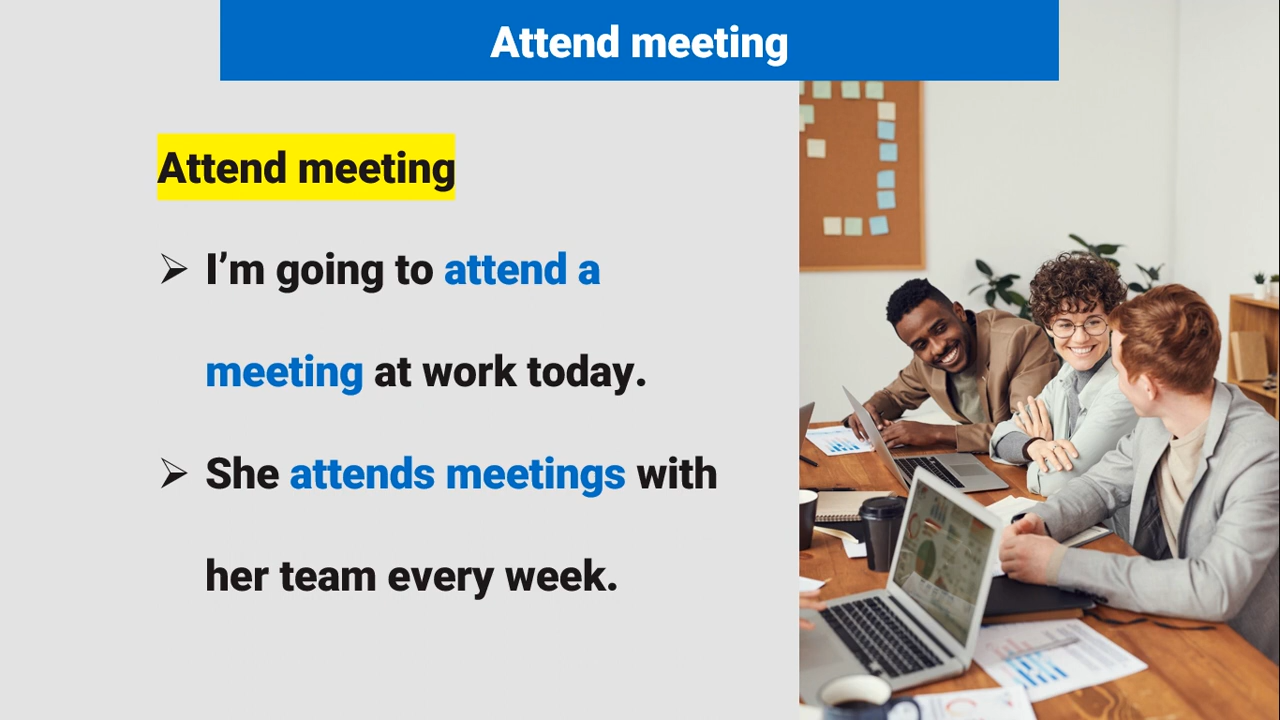 Attend meeting
Attend meeting
➢ I’m going to attend a
meeting at work today.
➢ She attends meetings with
her team every week.